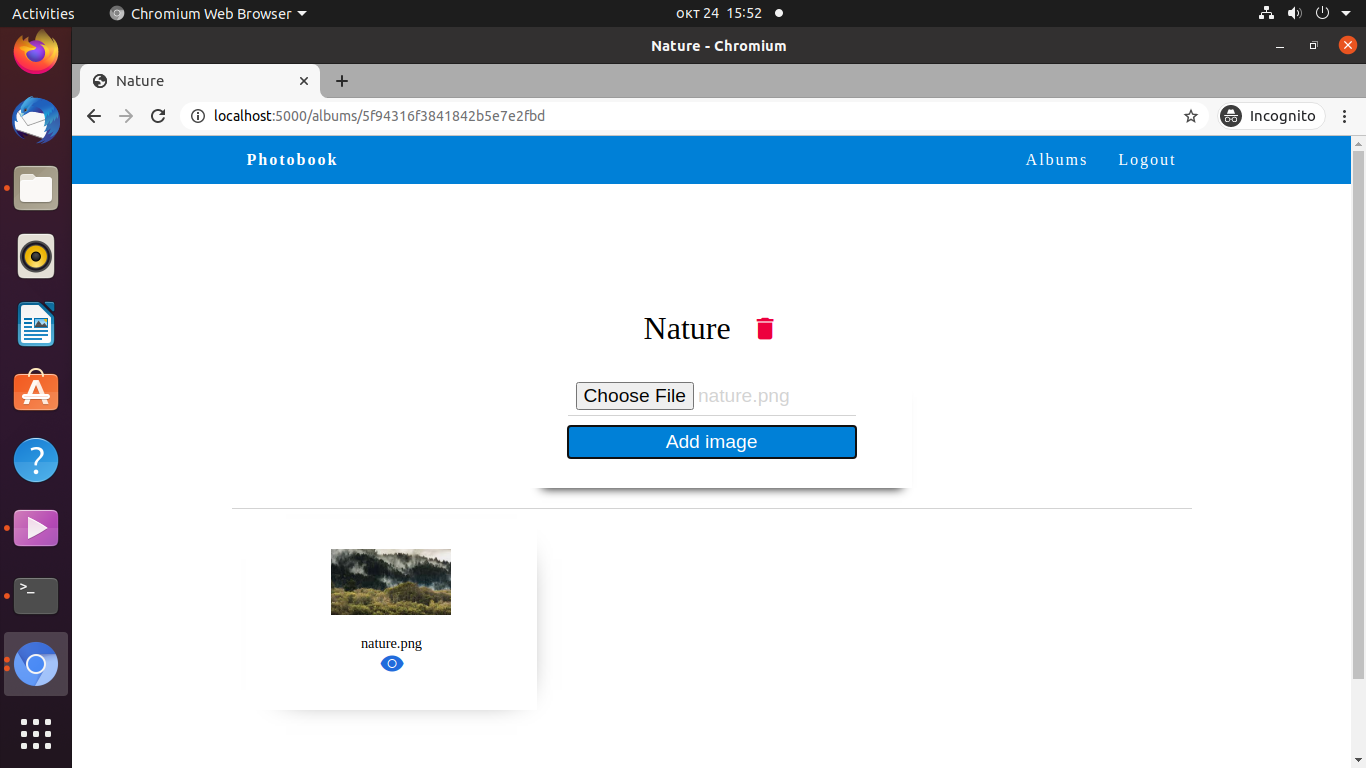 Activities Chromium Web Browser окт 24 15:52
Nature - Chromium
Nature
localhost:5000/albums/5f94316f3841842b5e7e2fbd Incognito
Photobook Albums Logout
Nature
Choose File nature.png
Add image
nature.png